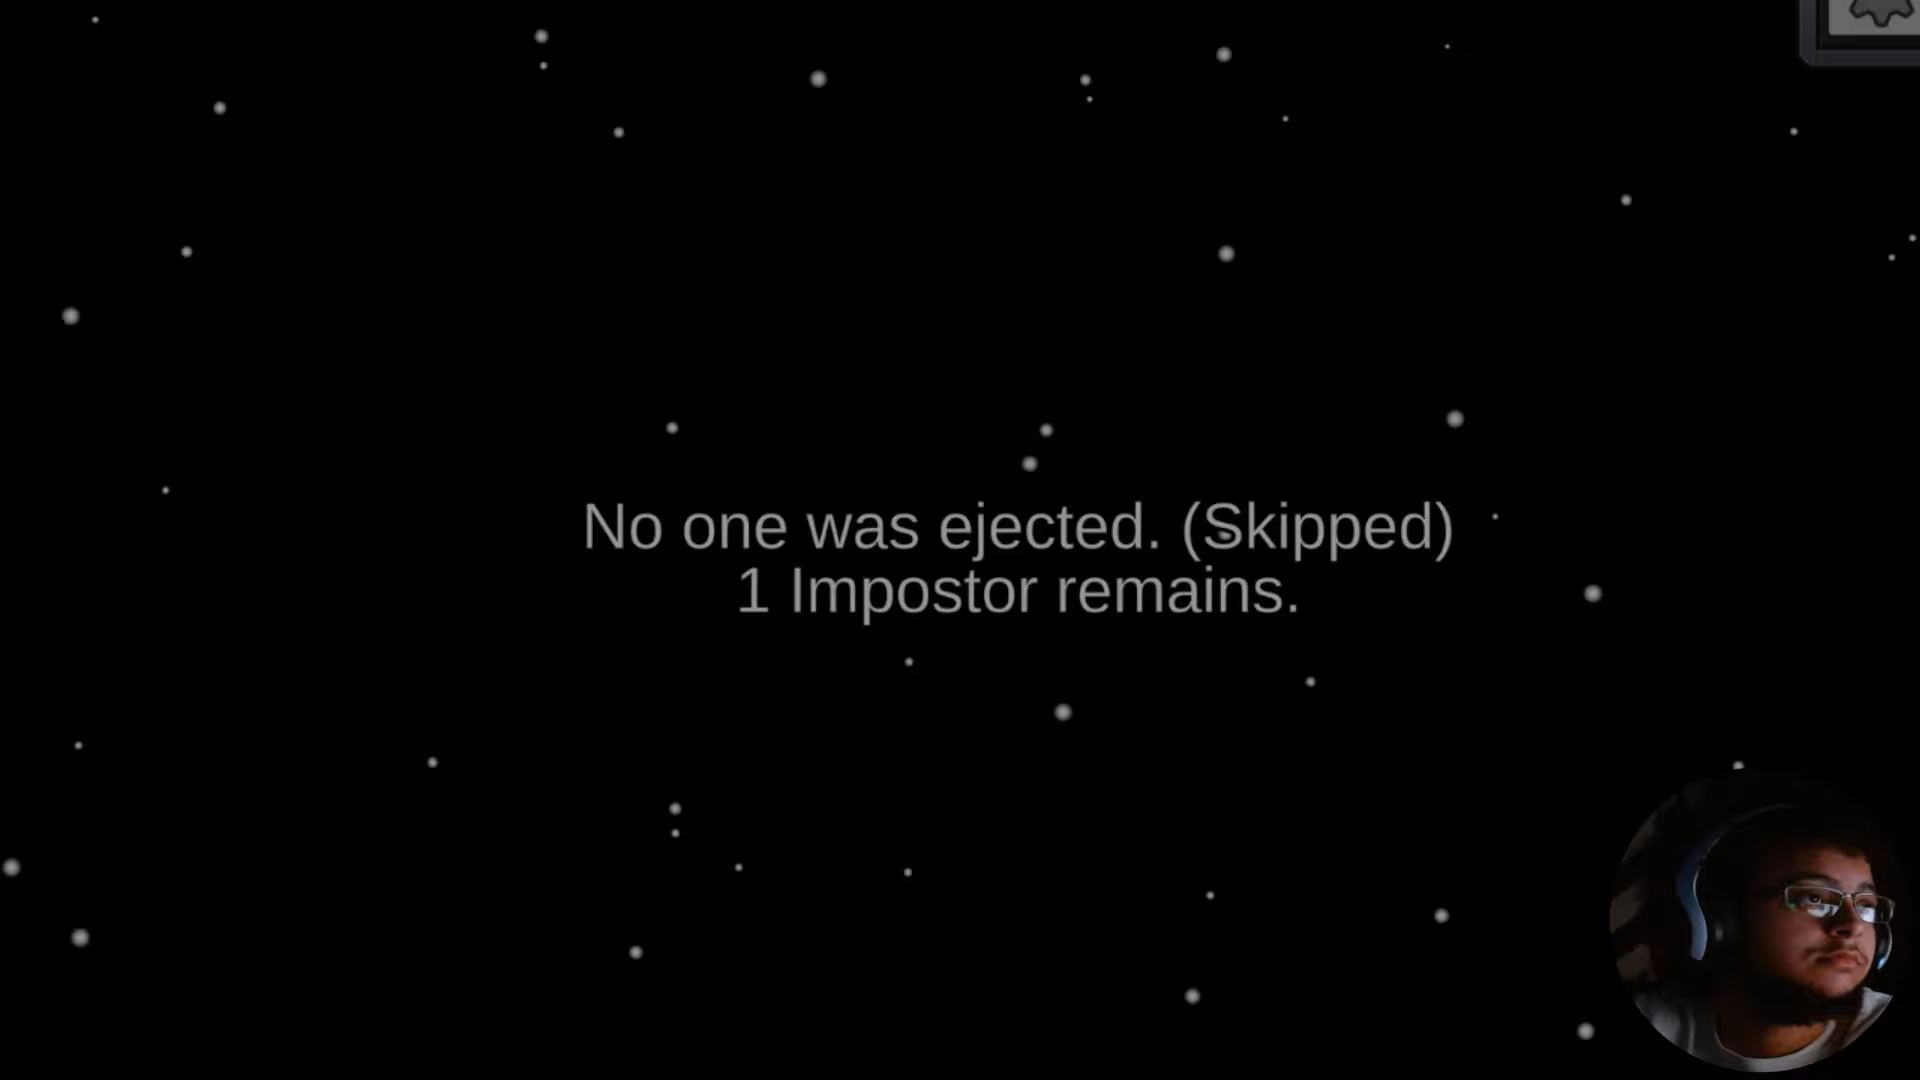 No one was ejected. (Skipped)
1 Impostor remains.